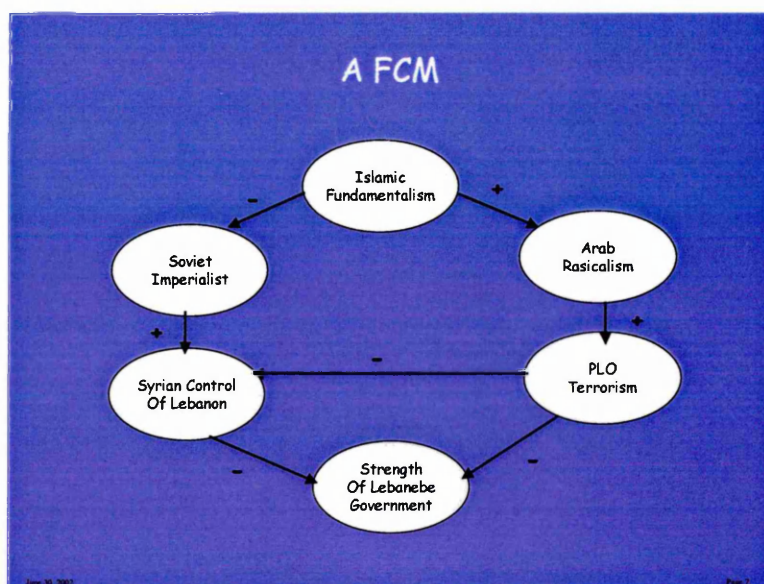 A FCM
Islamic
Fundamentalism
-
+
Soviet
Imperialist
Arab
Rasicalism
+
+
-
Syrian Control
Of Lebanon
PLO
Terrorism
-
-
Strength
Of Lebanebe
Government